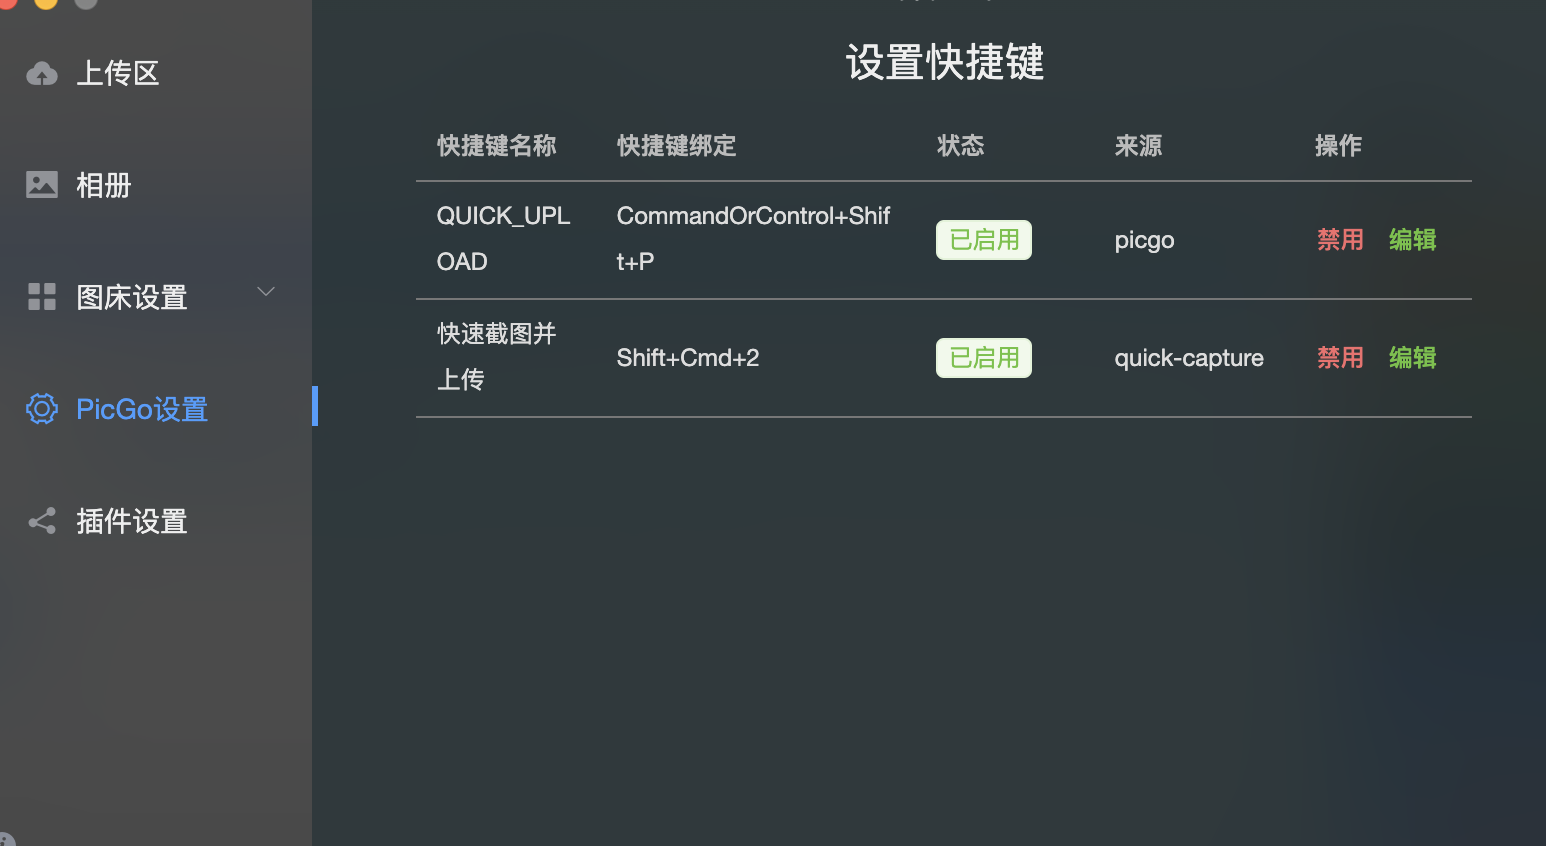 上传区
相册
图床设置
PicGo设置
插件设置
设置快捷键
快捷键名称 快捷键绑定 状态 来源 操作
QUICK_UPL
OAD
CommandOrControl+Shif
t+P
已启用 picgo 禁用 编辑
快速截图并
上传
Shift+Cmd+2 已启用 quick-capture 禁用 编辑